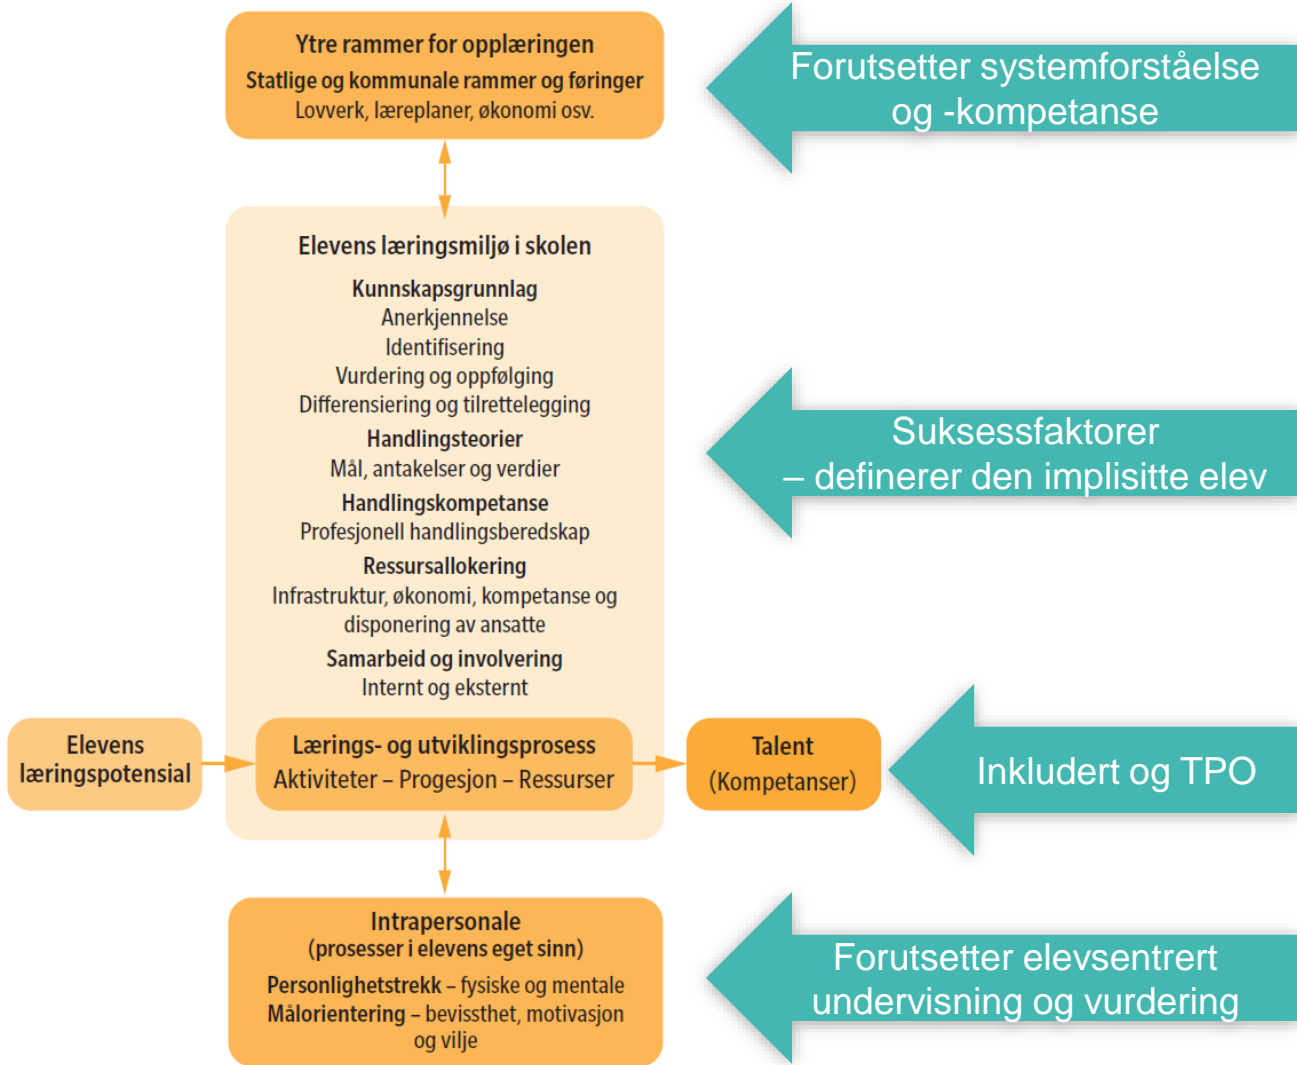 Ytre rammer for opplæringen
Statlige og kommunale rammer og føringer
Lovverk, læreplaner, økonomi osv.
Forutsetter systemforståelse
og -kompetanse
Elevens læringsmiljø i skolen
Kunnskapsgrunnlag
Anerkjennelse
Identifisering
Vurdering og oppfølging
Differensiering og tilrettelegging
Handlingsteorier
Mål, antakelser og verdier
Handlingskompetanse
Profesjonell handlingsberedskap
Ressursallokering
Infrastruktur, økonomi, kompetanse og
disponering av ansatte
Samarbeid og involvering
Internt og eksternt
Suksessfaktorer
– definerer den implisitte elev
Elevens
læringspotensial
Lærings- og utviklingsprosess
Aktiviteter – Progesjon – Ressurser
Talent
(Kompetanser)
Inkludert og TPO
Intrapersonale
(prosesser i elevens eget sinn)
Personlighetstrekk – fysiske og mentale
Målorientering – bevissthet, motivasjon
og vilje
Forutsetter elevsentrert
undervisning og vurdering